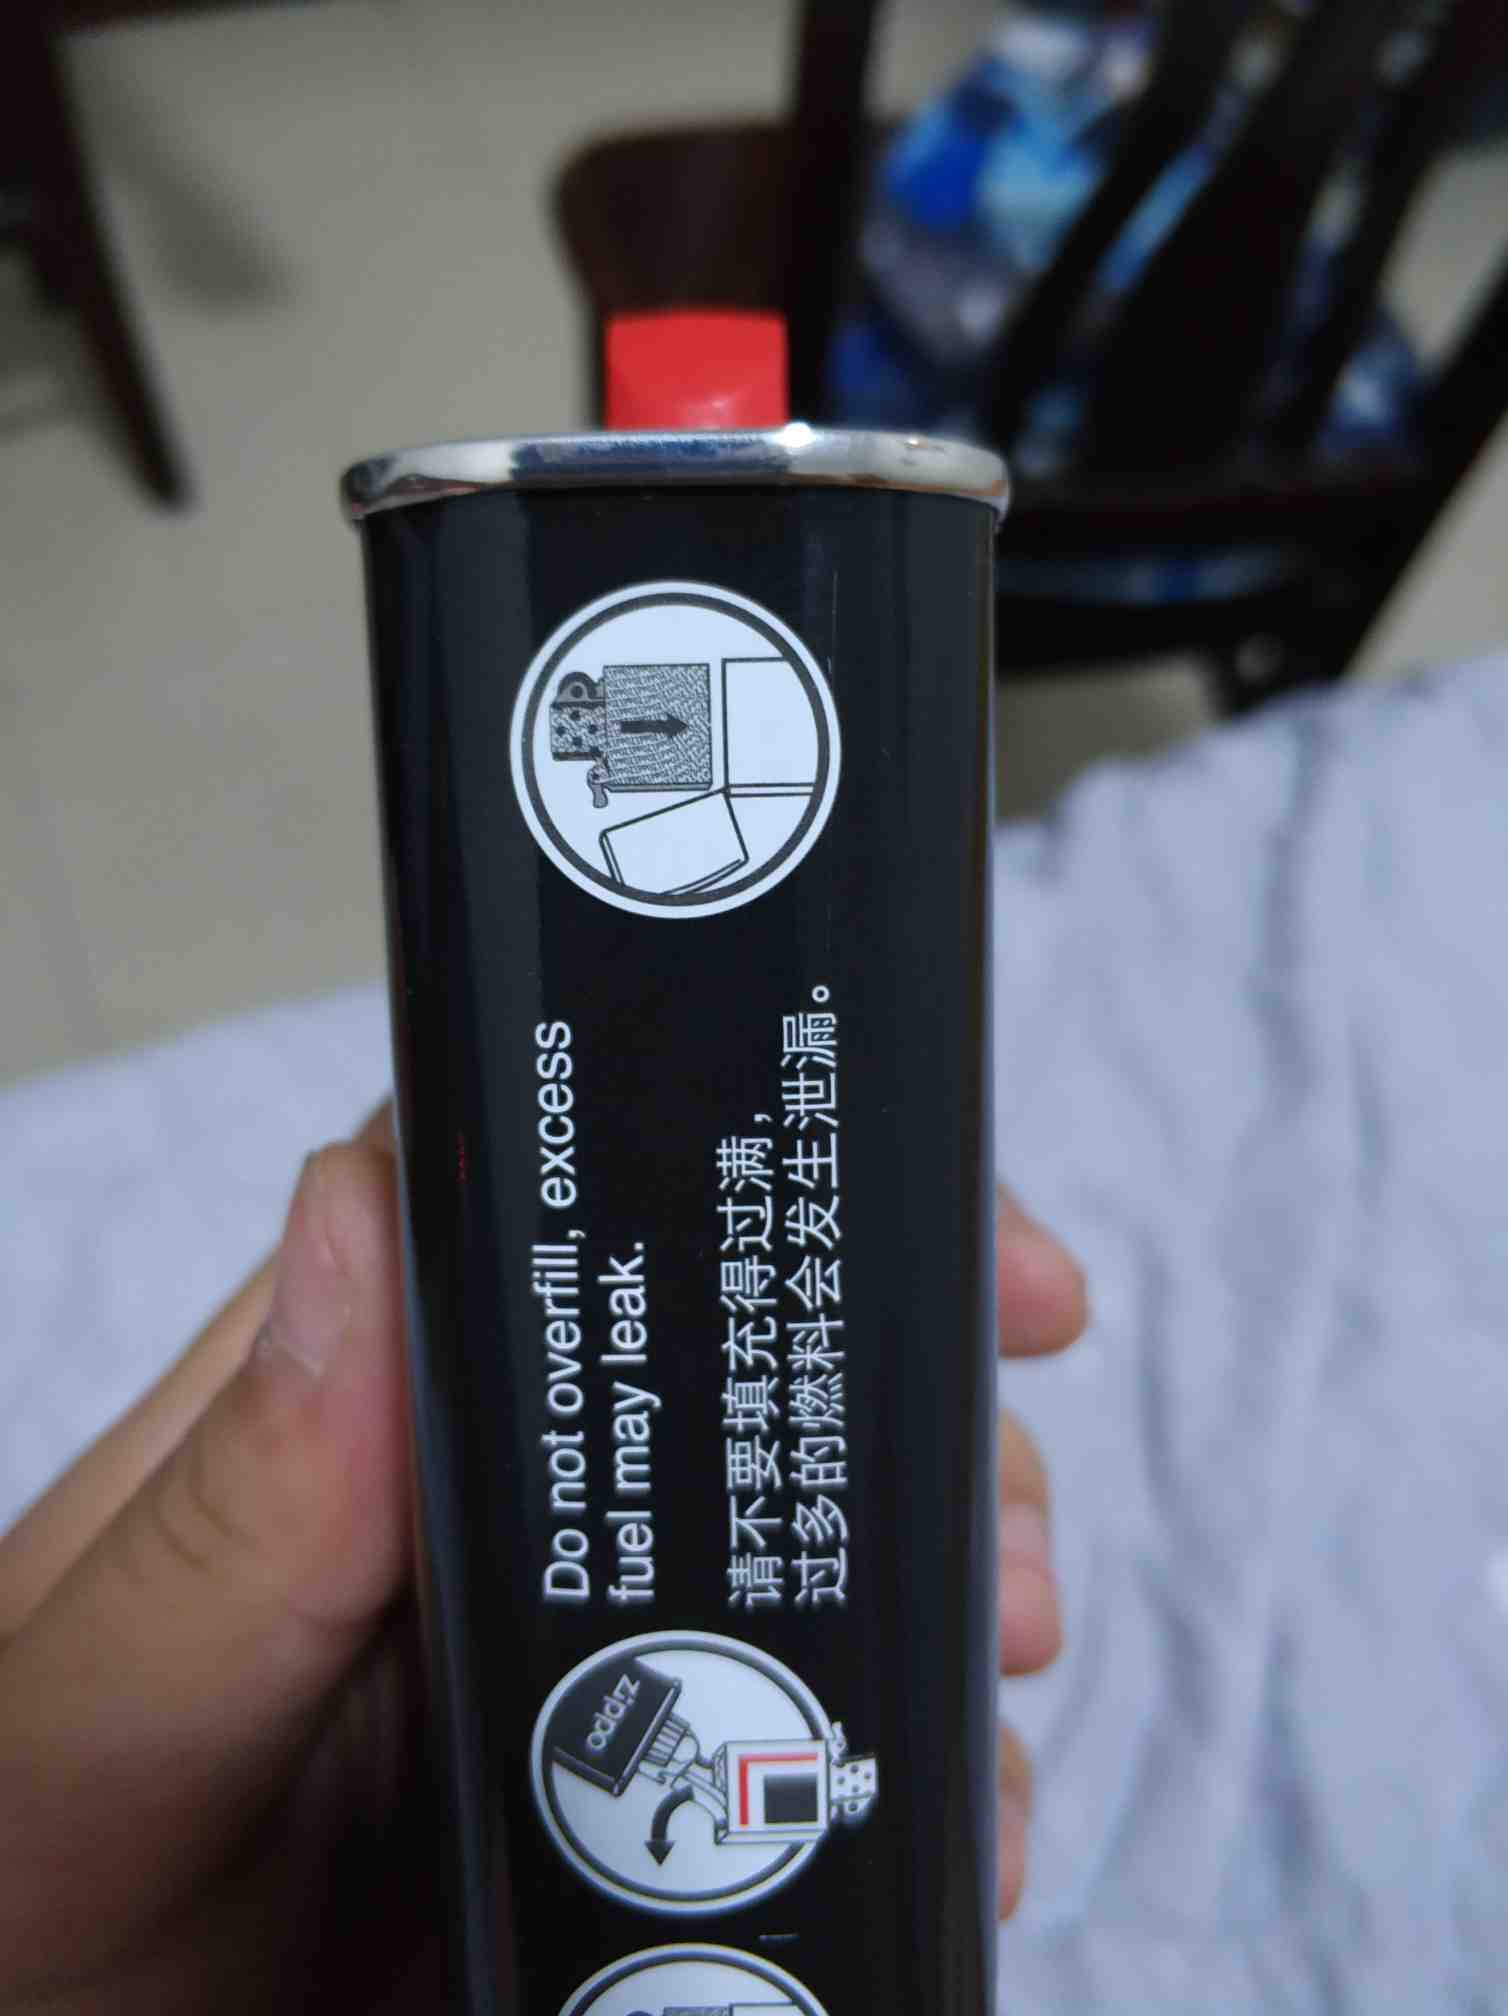 Do not overfill, excess
fuel may leak.
请不要填充得过满，
过多的燃料会发生泄漏。
Zippo